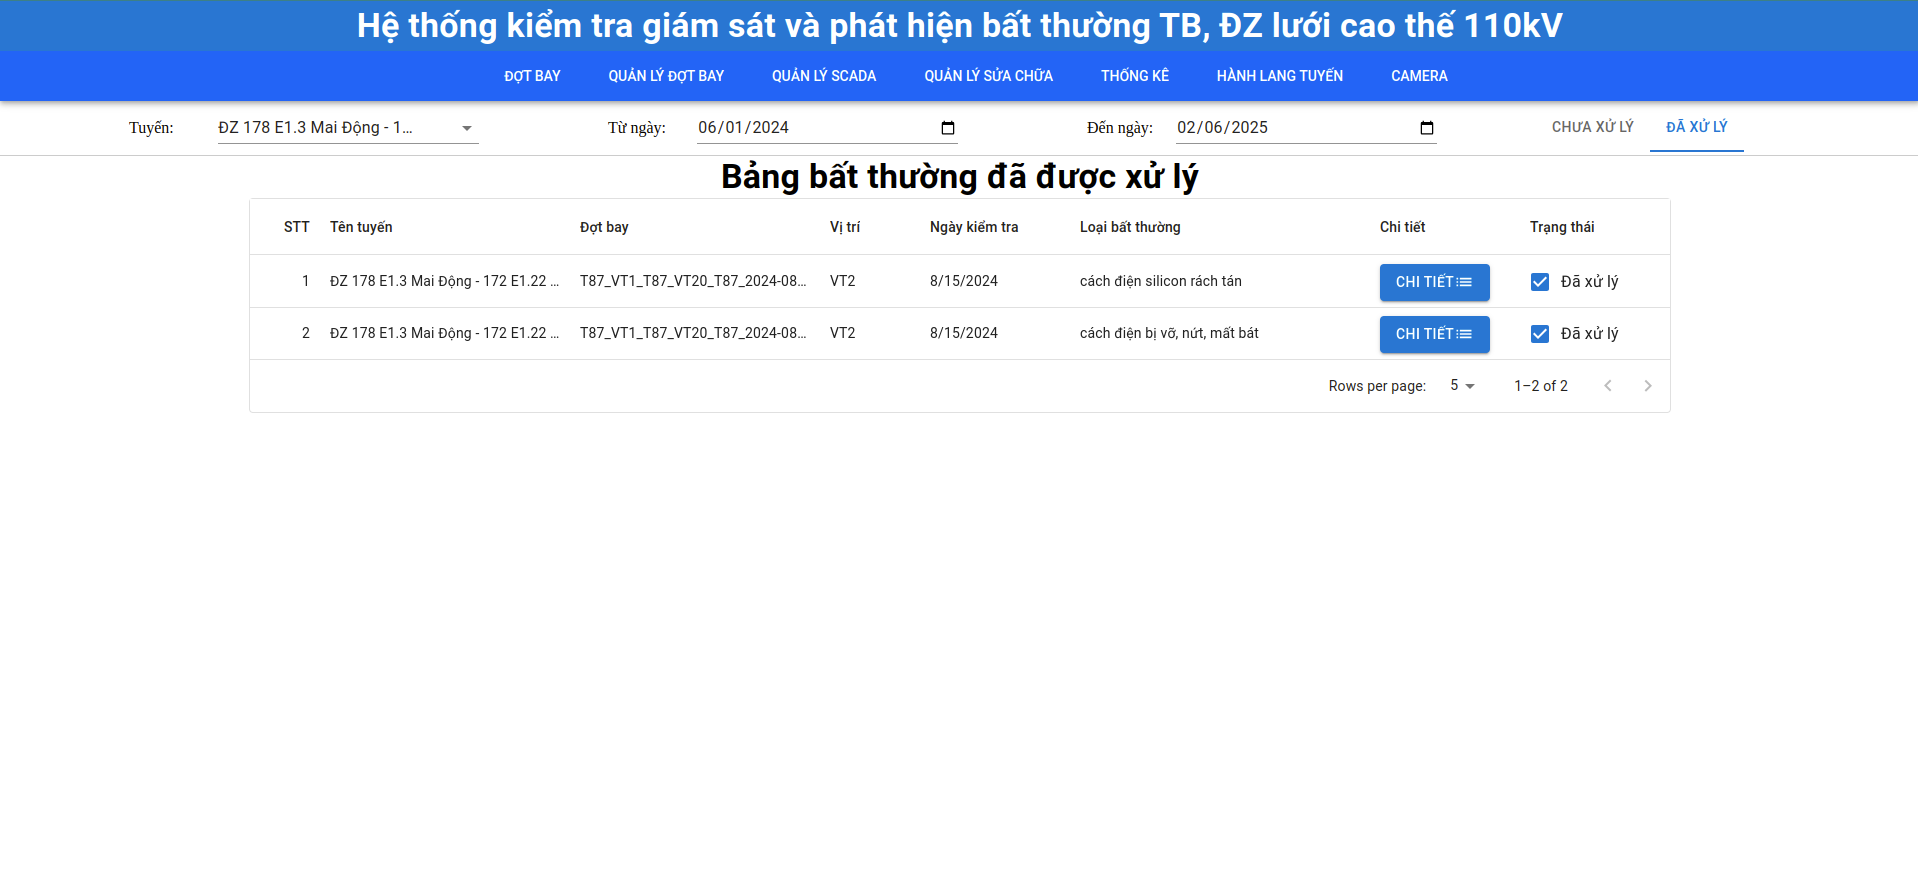 Hệ thống kiểm tra giám sát và phát hiện bất thường TB, ĐZ lưới cao thế 110kV
ĐỢT BAY QUẢN LÝ ĐỢT BAY QUẢN LÝ SCADA QUẢN LÝ SỬA CHỮA THỐNG KÊ HÀNH LANG TUYẾN CAMERA
Tuyến: ĐZ 178 E1.3 Mai Động - 1... Từ ngày: 06/01/2024 Đến ngày: 02/06/2025 CHƯA XỬ LÝ ĐÃ XỬ LÝ
Bảng bất thường đã được xử lý
STT Tên tuyến Đợt bay Vị trí Ngày kiểm tra Loại bất thường Chi tiết Trạng thái
1 ĐZ 178 E1.3 Mai Động - 172 E1.22 ... T87_VT1_T87_VT20_T87_2024-08... VT2 8/15/2024 cách điện silicon rách tán CHI TIẾT Đã xử lý
2 ĐZ 178 E1.3 Mai Động - 172 E1.22 ... T87_VT1_T87_VT20_T87_2024-08... VT2 8/15/2024 cách điện bị vỡ, nứt, mất bát CHI TIẾT Đã xử lý
Rows per page: 5 1–2 of 2